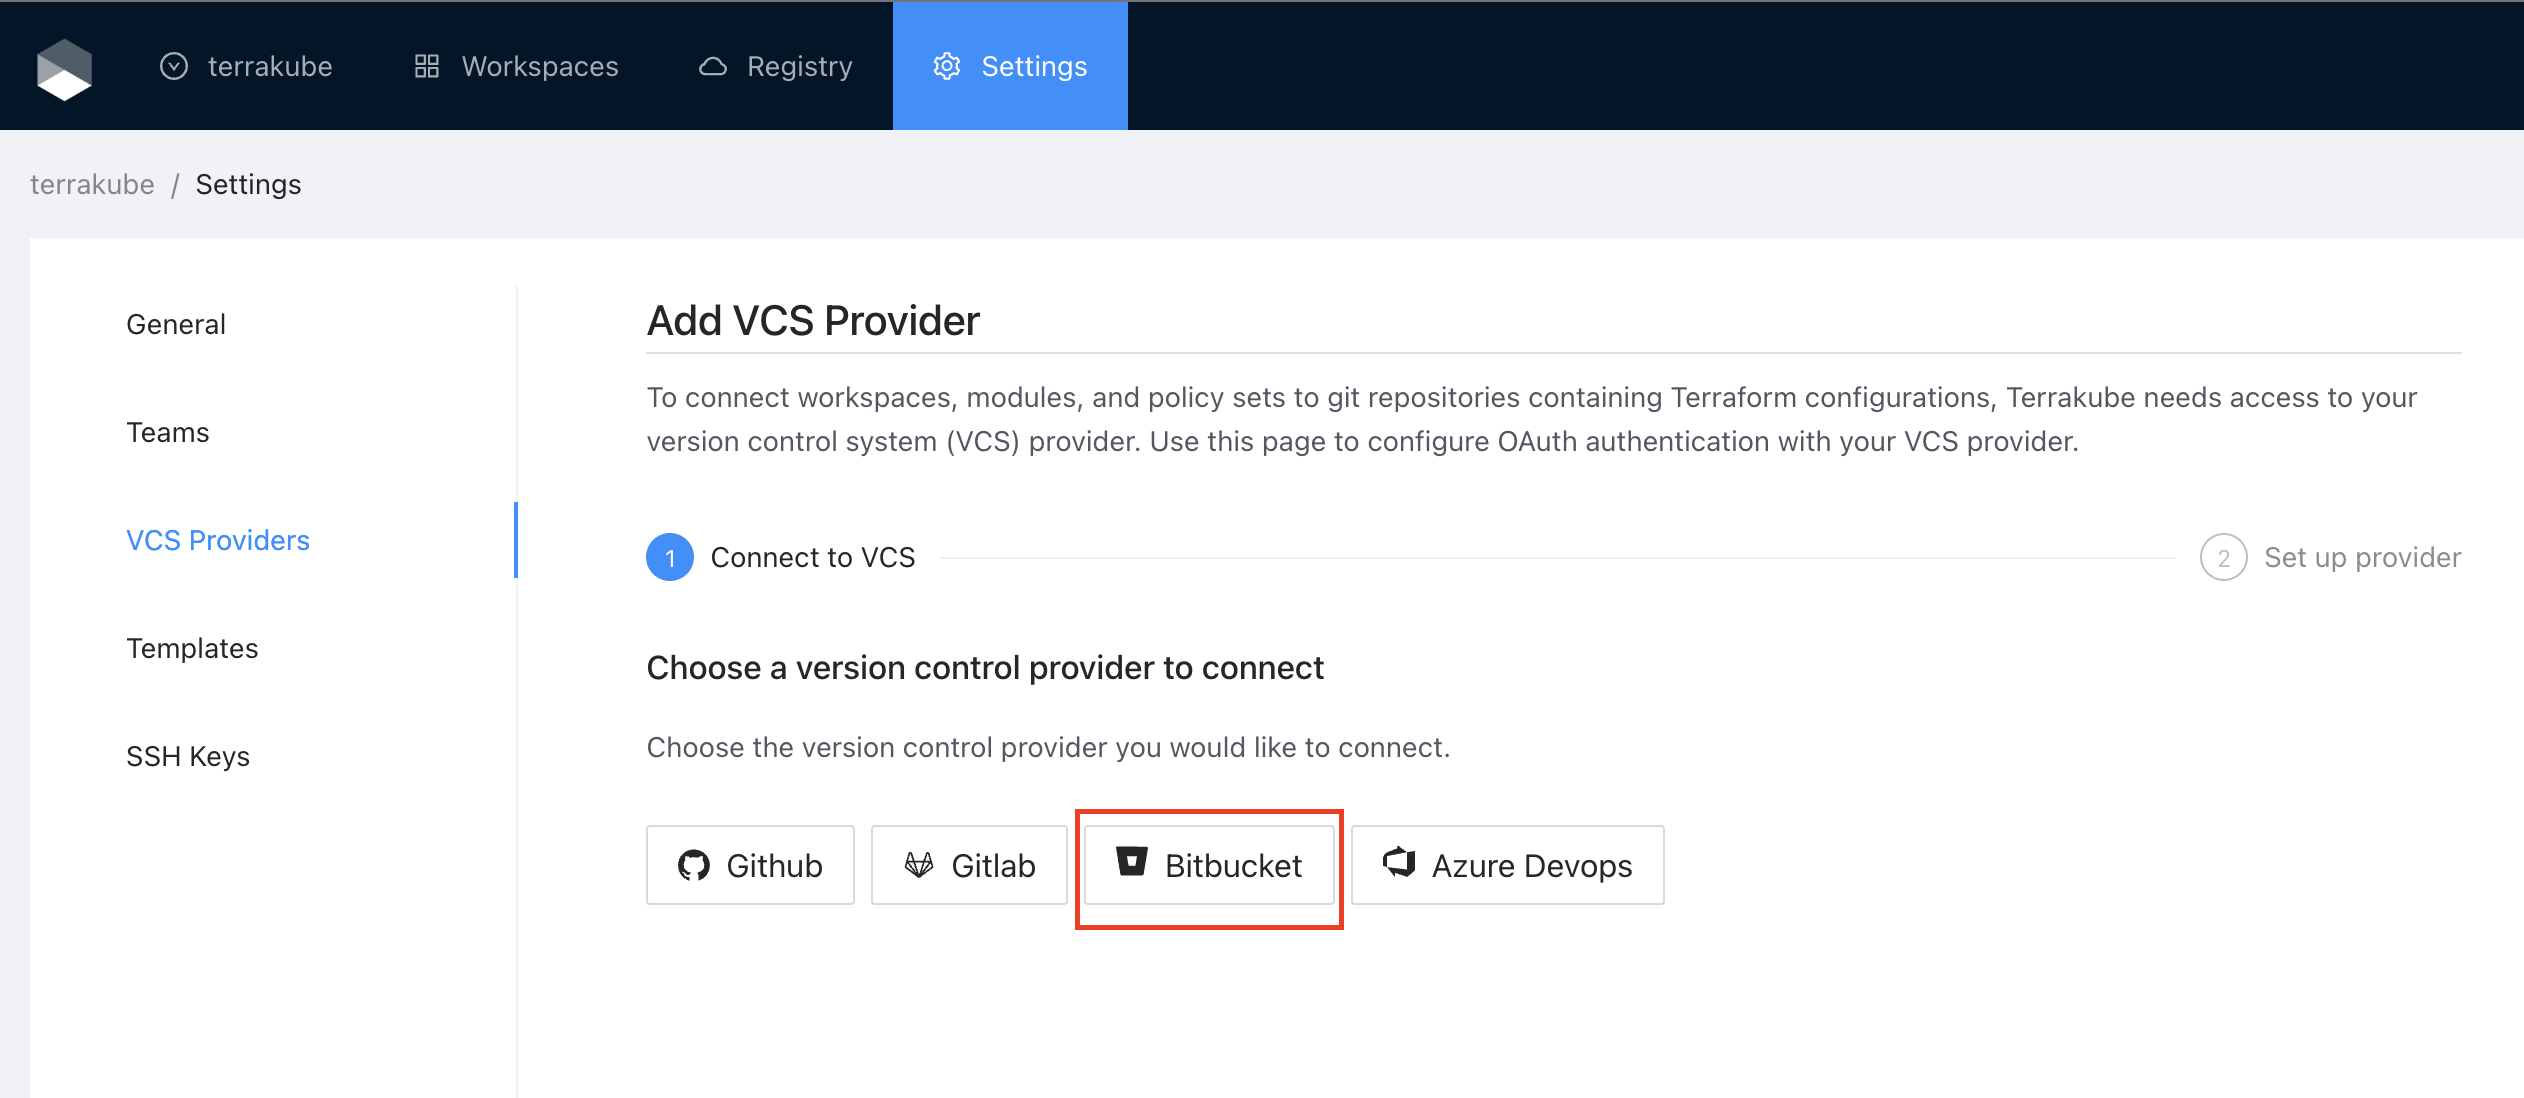 terrakube Workspaces Registry Settings
terrakube / Settings
General
Teams
VCS Providers
Templates
SSH Keys
Add VCS Provider
To connect workspaces, modules, and policy sets to git repositories containing Terraform configurations, Terrakube needs access to your
version control system (VCS) provider. Use this page to configure OAuth authentication with your VCS provider.
1 Connect to VCS 2 Set up provider
Choose a version control provider to connect
Choose the version control provider you would like to connect.
Github Gitlab Bitbucket Azure Devops